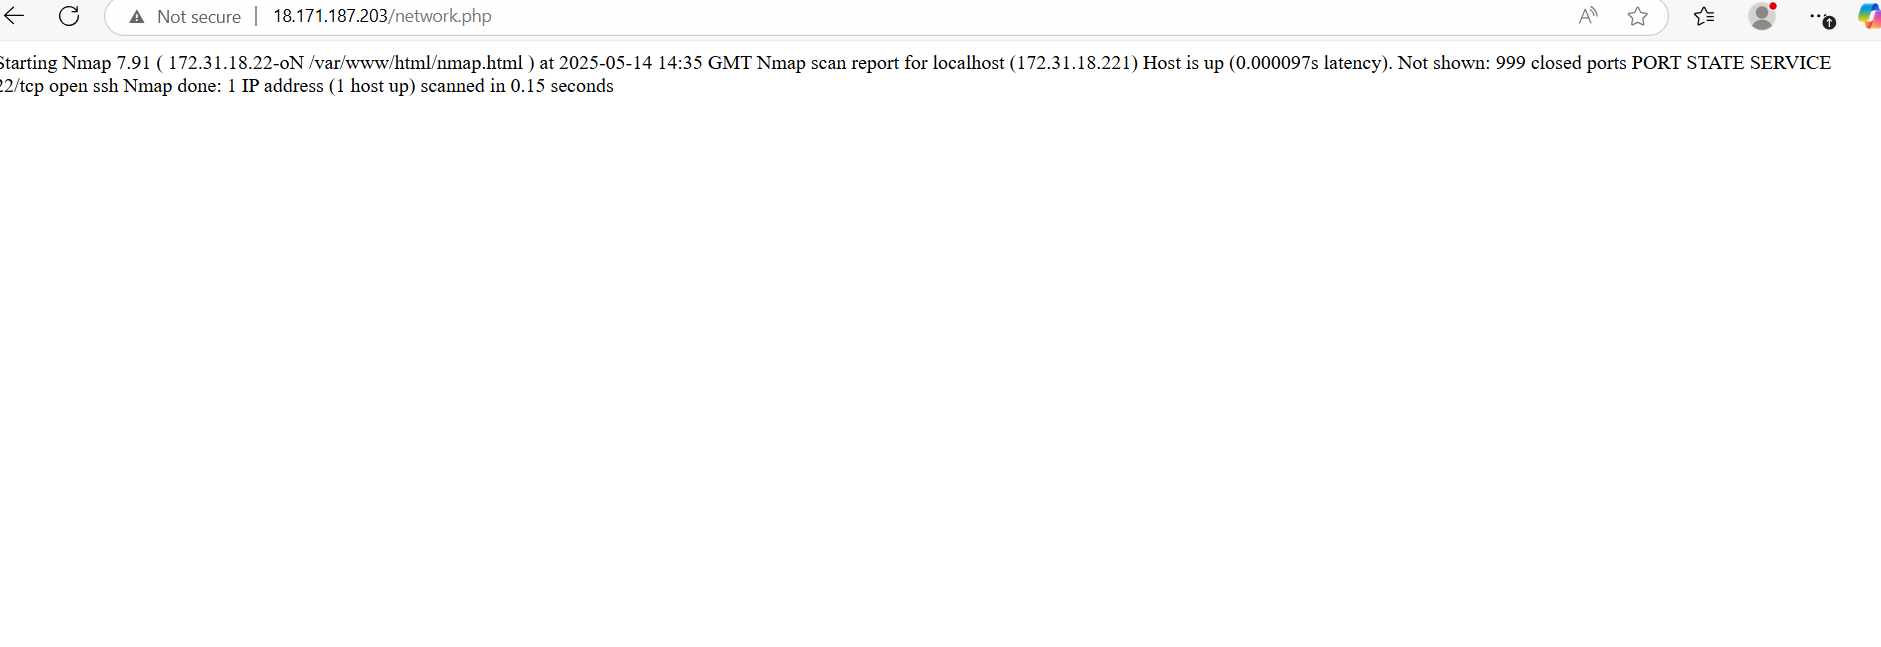 Not secure | 18.171.187.203/network.php
Starting Nmap 7.91 ( 172.31.18.22-oN /var/www/html/nmap.html ) at 2025-05-14 14:35 GMT Nmap scan report for localhost (172.31.18.221) Host is up (0.000097s latency). Not shown: 999 closed ports PORT STATE SERVICE
22/tcp open ssh Nmap done: 1 IP address (1 host up) scanned in 0.15 seconds